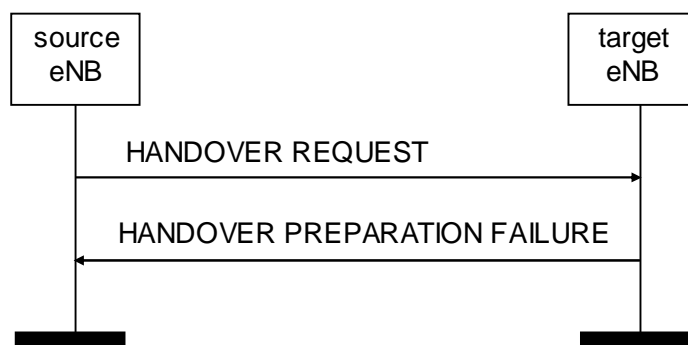 source
eNB
target
eNB
HANDOVER REQUEST
HANDOVER PREPARATION FAILURE